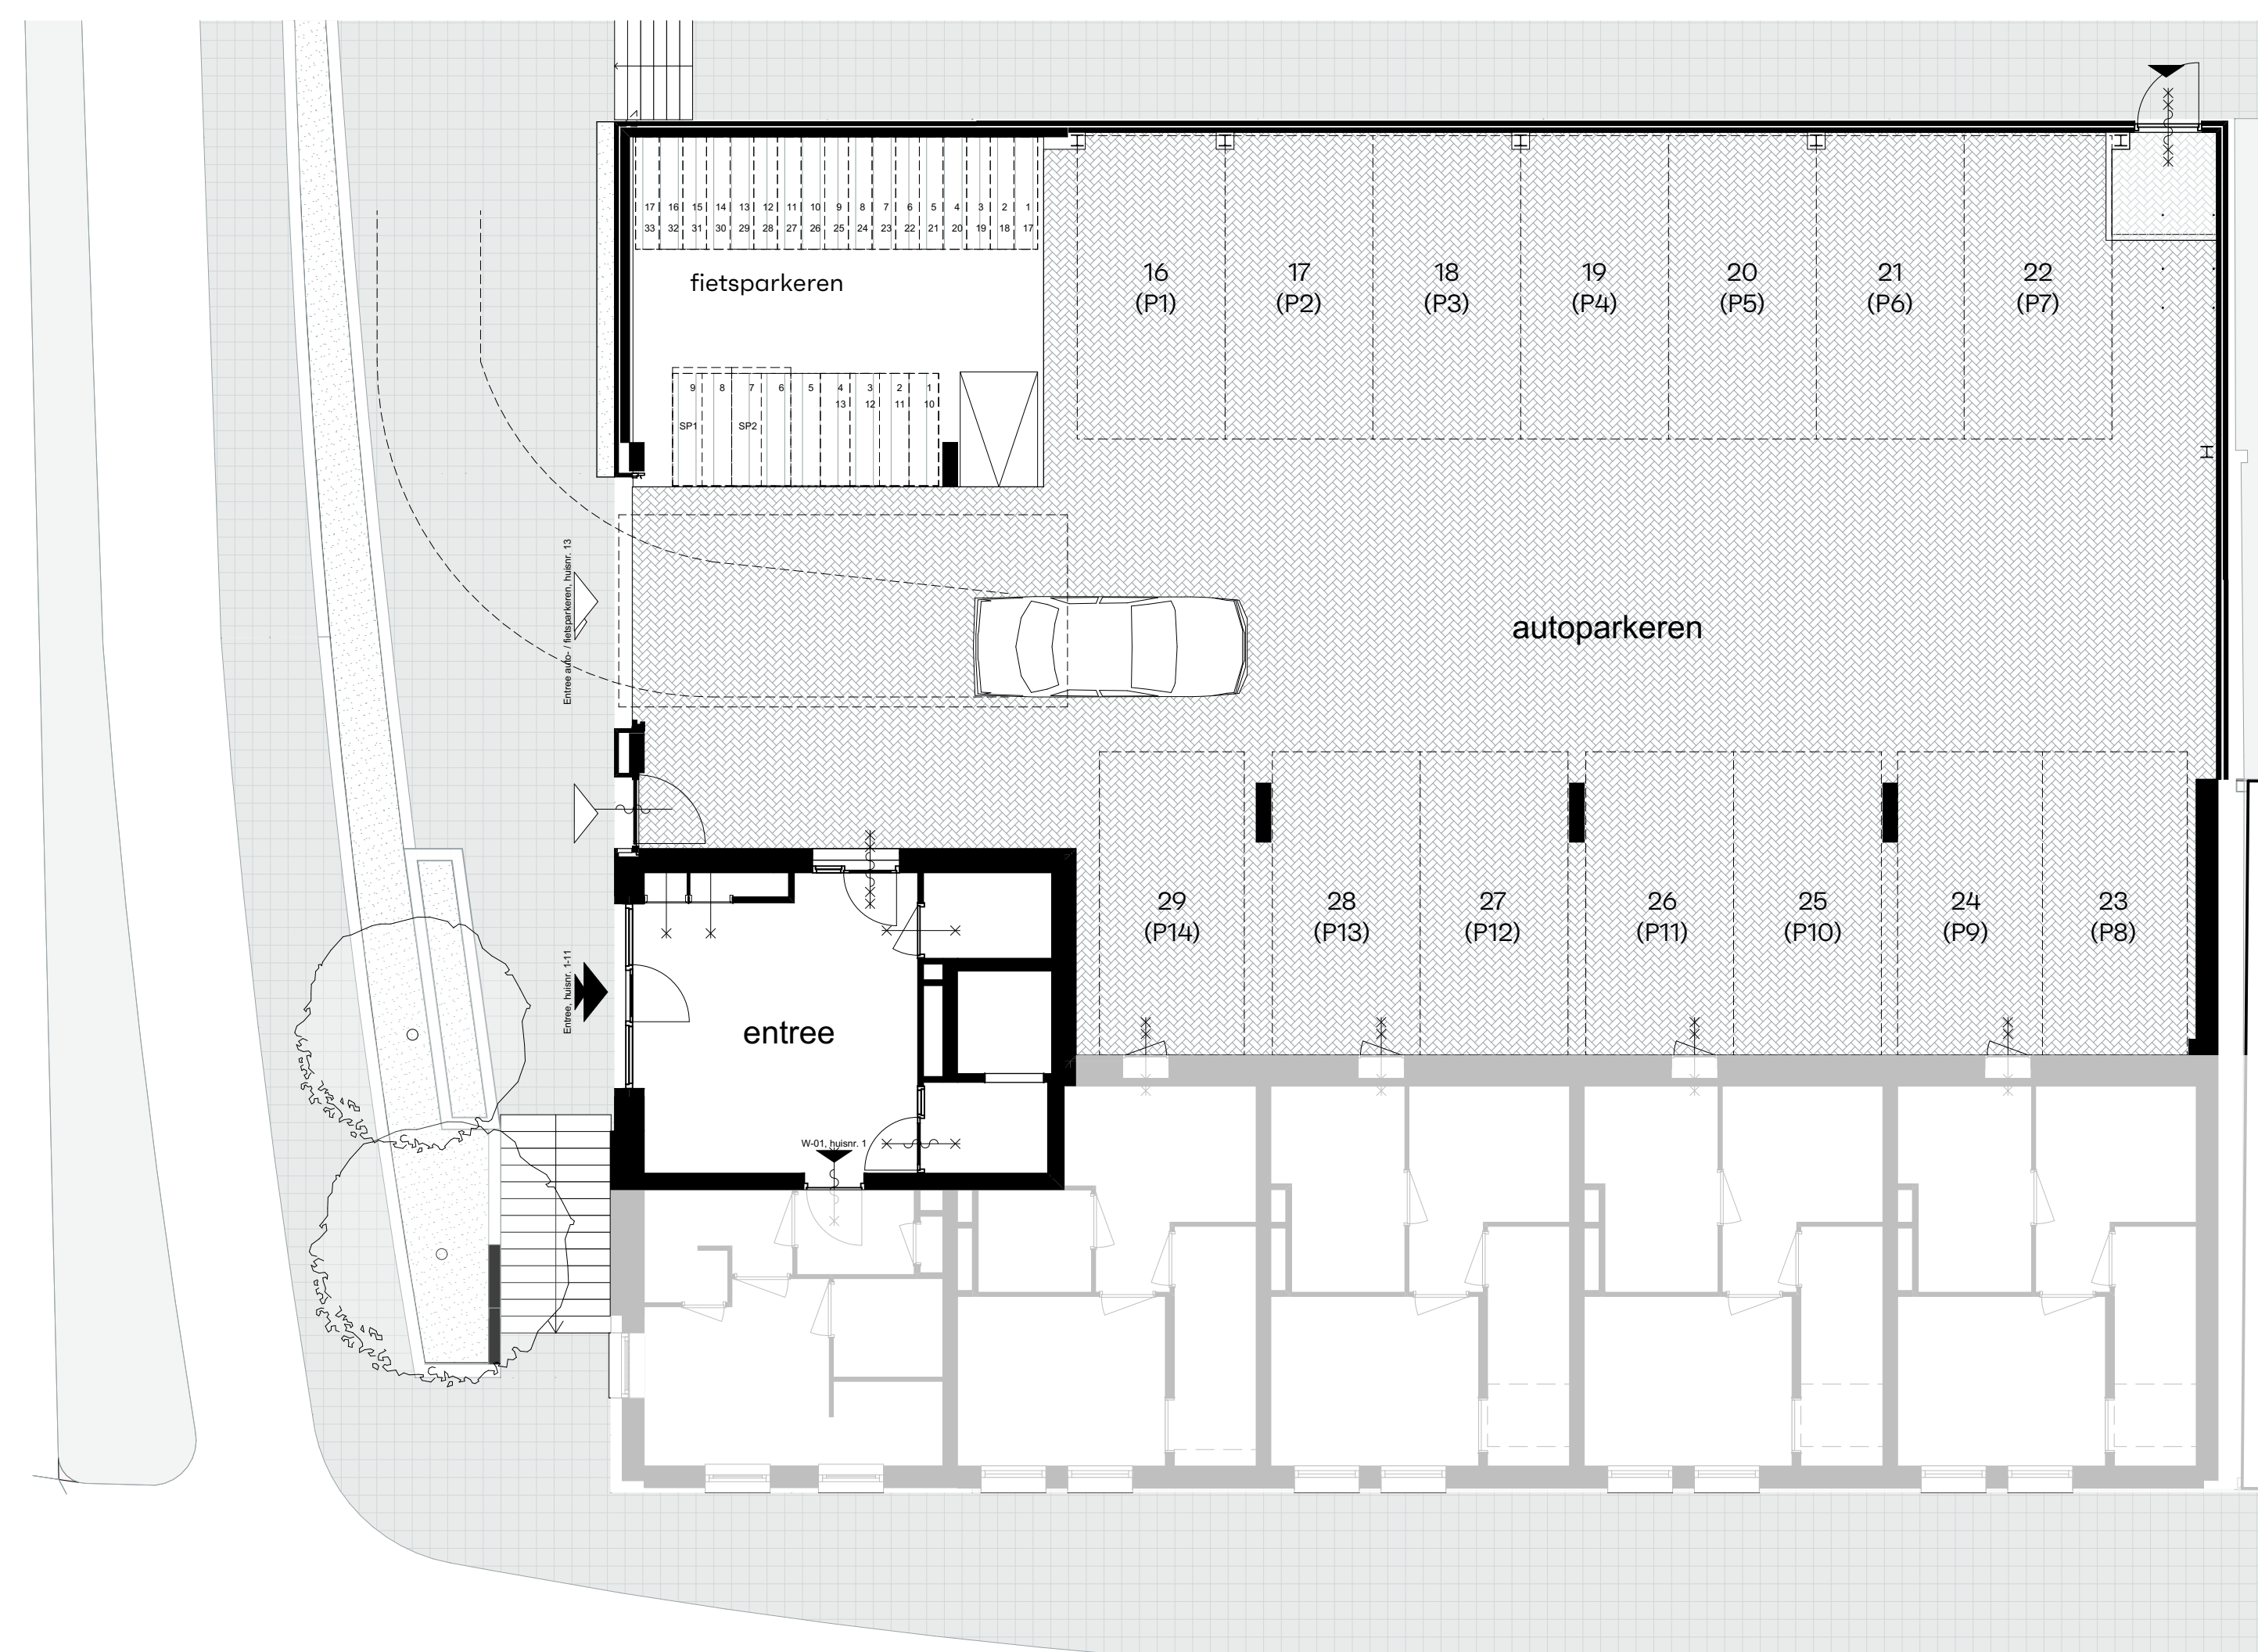 17 16 15 14 13 12 11 10 9 8 7 6 5 4 3 2 1
33 32 31 30 29 28 27 26 25 24 23 22 21 20 19 18 17
fietsparkeren
16 17 18 19 20 21 22
(P1) (P2) (P3) (P4) (P5) (P6) (P7)
9 8 7 6 5 4 3 2 1
13 12 11 10
SP1 SP2
Entree auto- / fietsparkeren, huisnr. 13
autoparkeren
29 28 27 26 25 24 23
(P14) (P13) (P12) (P11) (P10) (P9) (P8)
Entree, huisnr. 1-11
entree
W-01, huisnr. 1